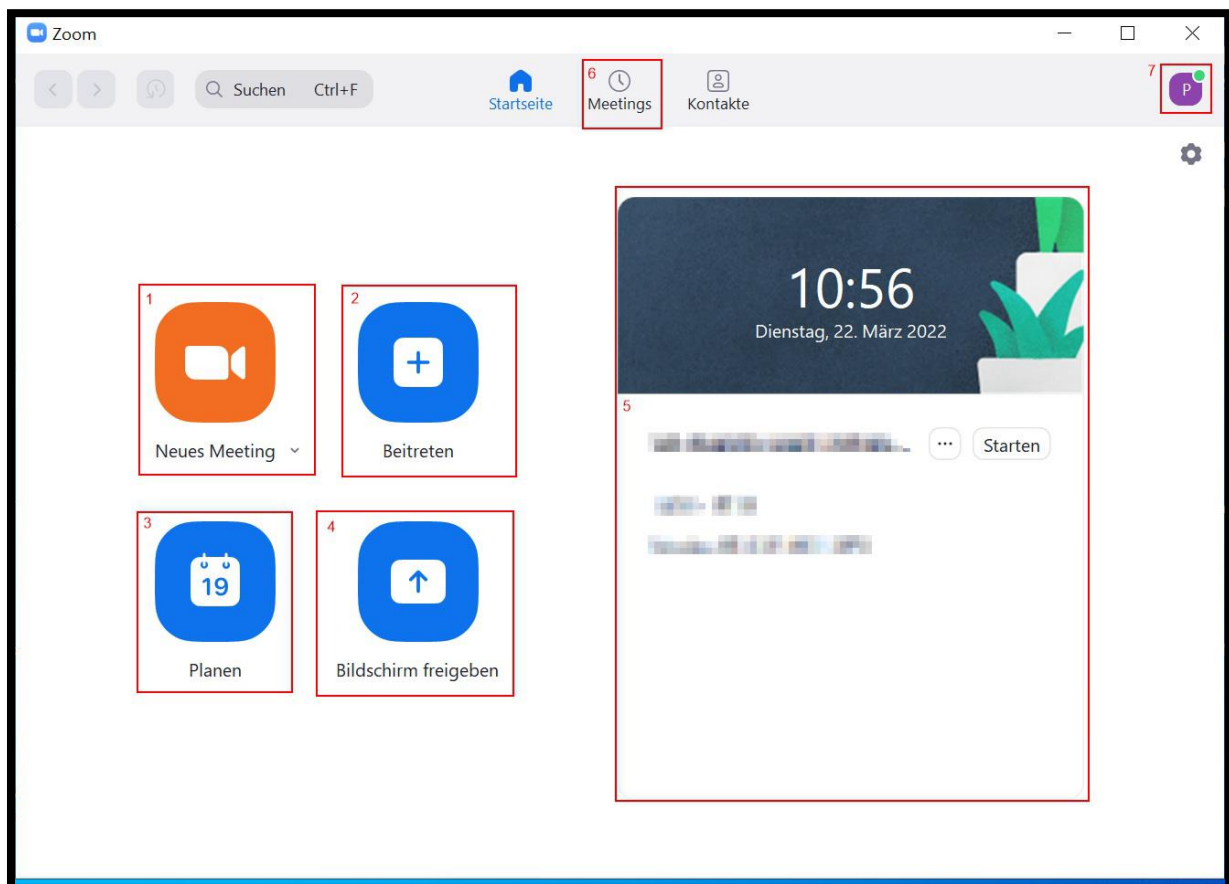 Zoom
Suchen Ctrl+F
Startseite
6
Meetings
Kontakte
7
P
10:56
Dienstag, 22. März 2022
1
Neues Meeting
2
Beitreten
5
... Starten
3
19
Planen
4
Bildschirm freigeben